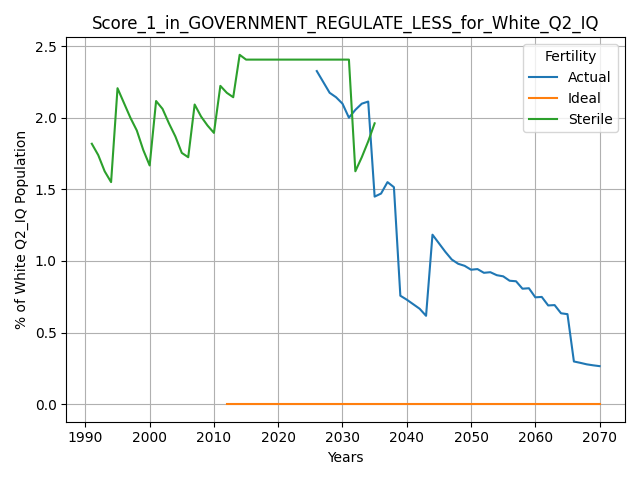 Score_1_in_GOVERNMENT_REGULATE_LESS_for_White_Q2_IQ
Fertility
Actual
Ideal
Sterile
% of White Q2_IQ Population
2.5
2.0
1.5
1.0
0.5
0.0
1990 2000 2010 2020 2030 2040 2050 2060 2070
Years